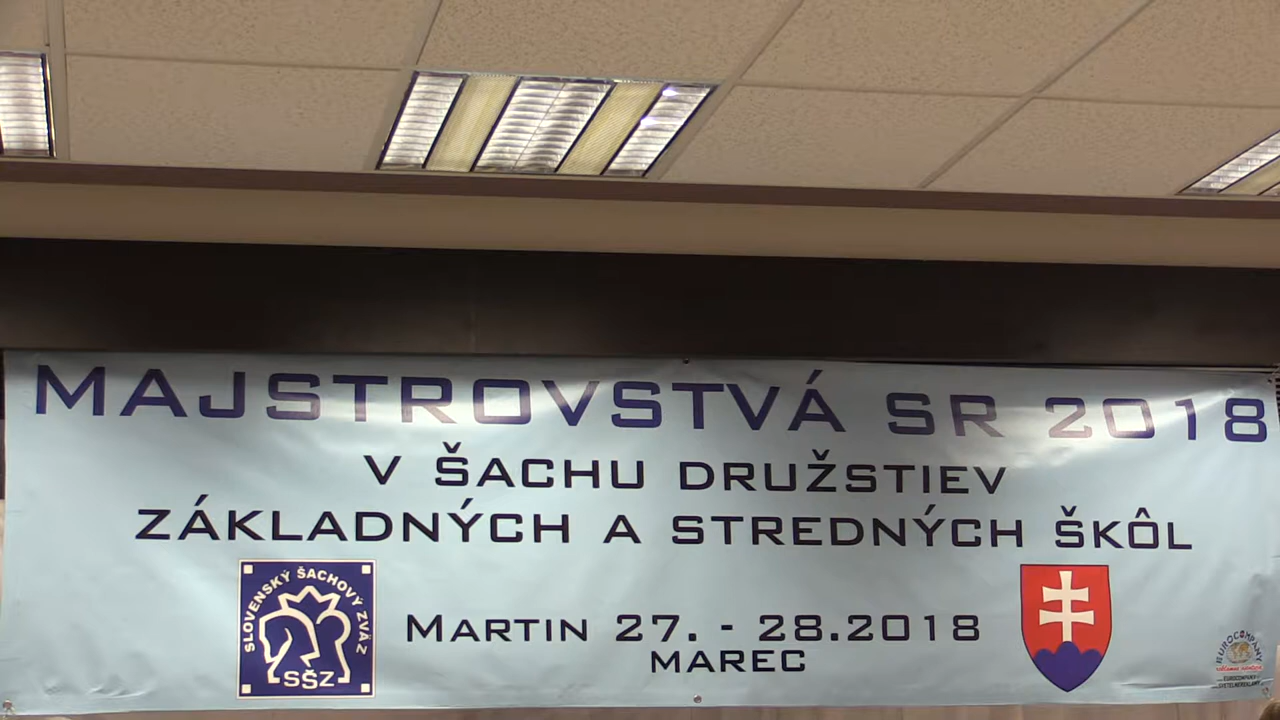 MAJSTROVSTVÁ SR 2018
V ŠACHU DRUŽSTIEV
ZÁKLADNÝCH A STREDNÝCH ŠKÔL
SLOVENSKÝ ŠACHOVÝ ZVÄZ
SŠZ
MARTIN 27. - 28.2018
MAREC
EUROCOMPANY